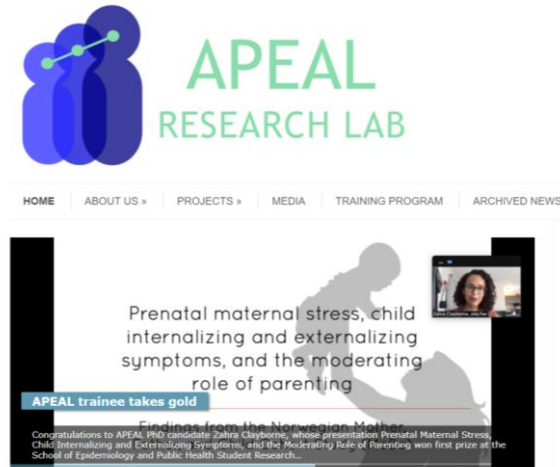 APEAL
RESEARCH LAB
HOME
ABOUT US »
PROJECTS »
MEDIA
TRAINING PROGRAM
ARCHIVED NEWS
Prenatal maternal stress, child
internalizing and externalizing
symptoms, and the moderating
role of parenting
APEAL trainee takes gold
Findings from the Norwegian Mother,
Congratulations to APEAL PhD candidate Zahra Clayborne, whose presentation Prenatal Maternal Stress,
Child Internalizing and Externalizing Symptoms, and the Moderating Role of Parenting won first prize at the
School of Epidemiology and Public Health Student Research...